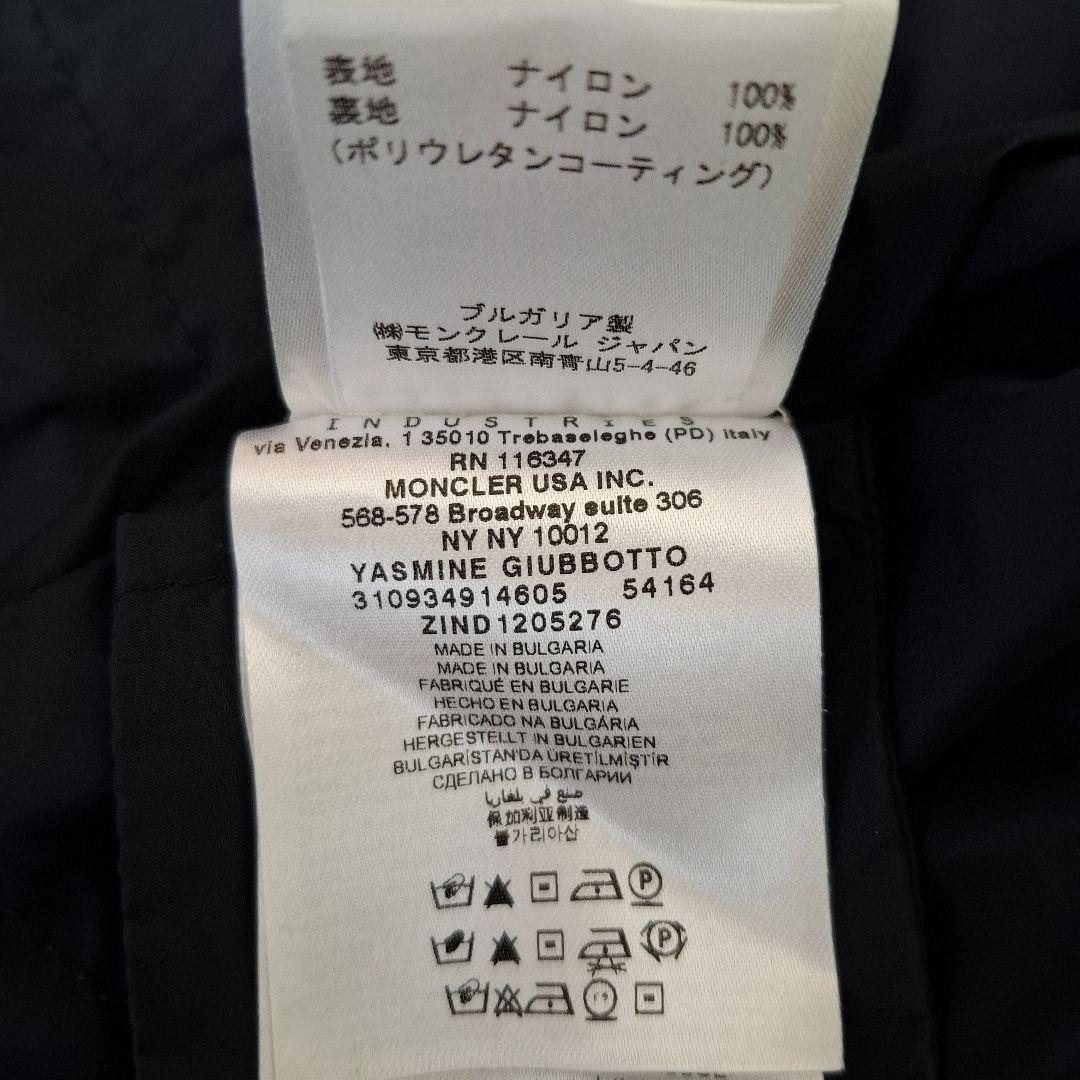 表地 ナイロン 100%
裏地 ナイロン 100%
(ポリウレタンコーティング)
ブルガリア製
㈱モンクレール ジャパン
東京都港区南青山5-4-46
INDUSTRIES
via Venezia, 1 35010 Trebaseleghe (PD) Italy
RN 116347
MONCLER USA INC.
568-578 Broadway suite 306
NY NY 10012
YASMINE GIUBBOTTO
310934914605 54164
ZIND1205276
MADE IN BULGARIA
MADE IN BULGARIA
FABRIQUÉ EN BULGARIE
HECHO EN BULGARIA
FABRICADO NA BULGÁRIA
HERGESTELLT IN BULGARIEN
BULGARİSTAN'DA ÜRETİLMİŞTİR
СДЕЛАНО В БОЛГАРИИ
صنع في بلغاريا
保加利亚制造
불가리아산
P
P